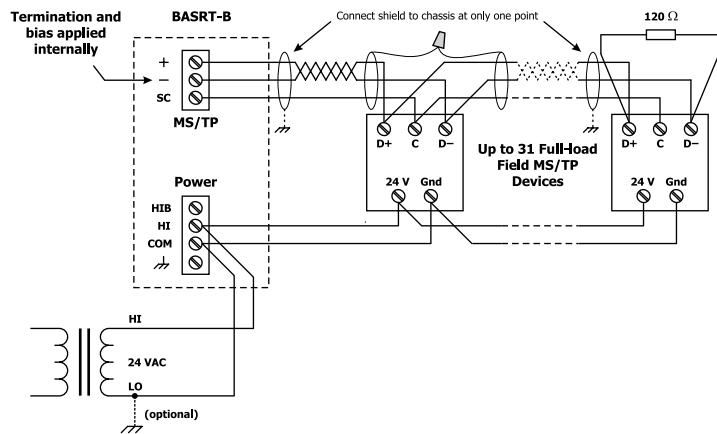 Termination and
bias applied
internally
BASRT-B
Connect shield to chassis at only one point
120 Ω
+
−
SC
MS/TP
D+ C D−
D+ C D−
Up to 31 Full-load
Field MS/TP
Devices
24 V Gnd
24 V Gnd
Power
HIB
HI
COM
HI
24 VAC
LO
(optional)